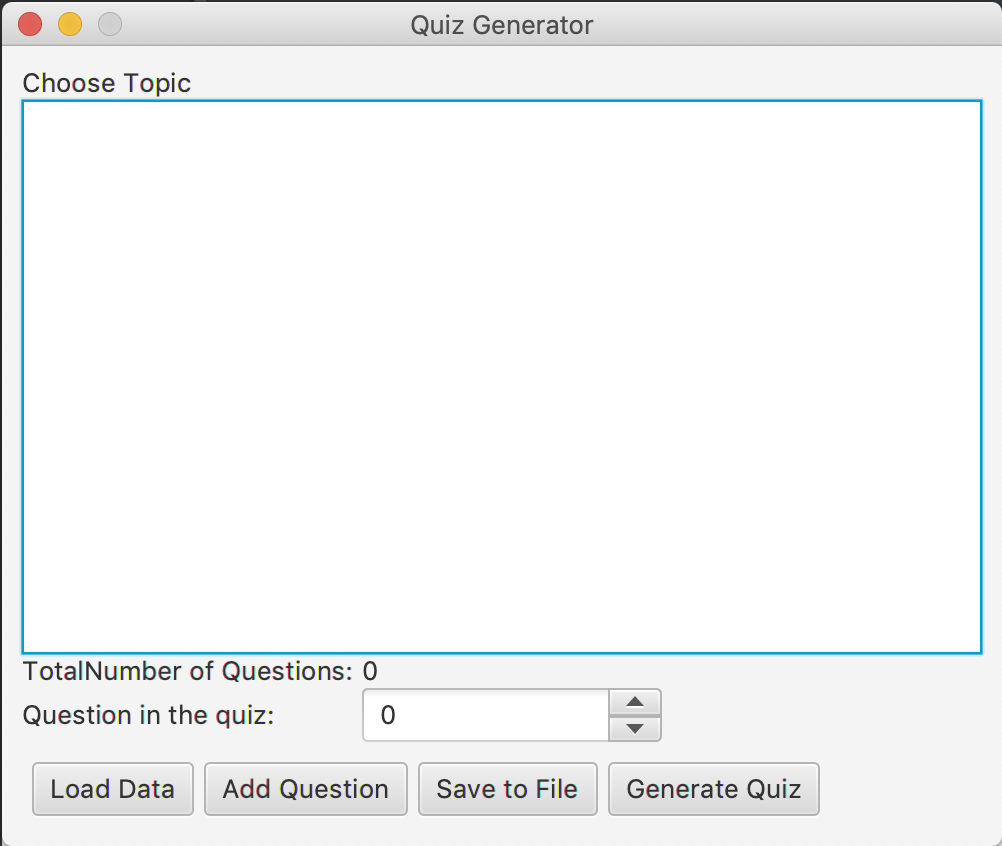 Quiz Generator
Choose Topic
TotalNumber of Questions: 0
Question in the quiz: 0
Load Data Add Question Save to File Generate Quiz